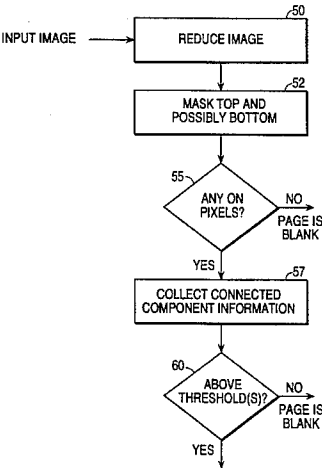 50
INPUT IMAGE
REDUCE IMAGE
52
MASK TOP AND
POSSIBLY BOTTOM
55
ANY ON
PIXELS?
NO
PAGE IS
BLANK
YES
57
COLLECT CONNECTED
COMPONENT INFORMATION
60
ABOVE
THRESHOLD(S)?
NO
PAGE IS
BLANK
YES